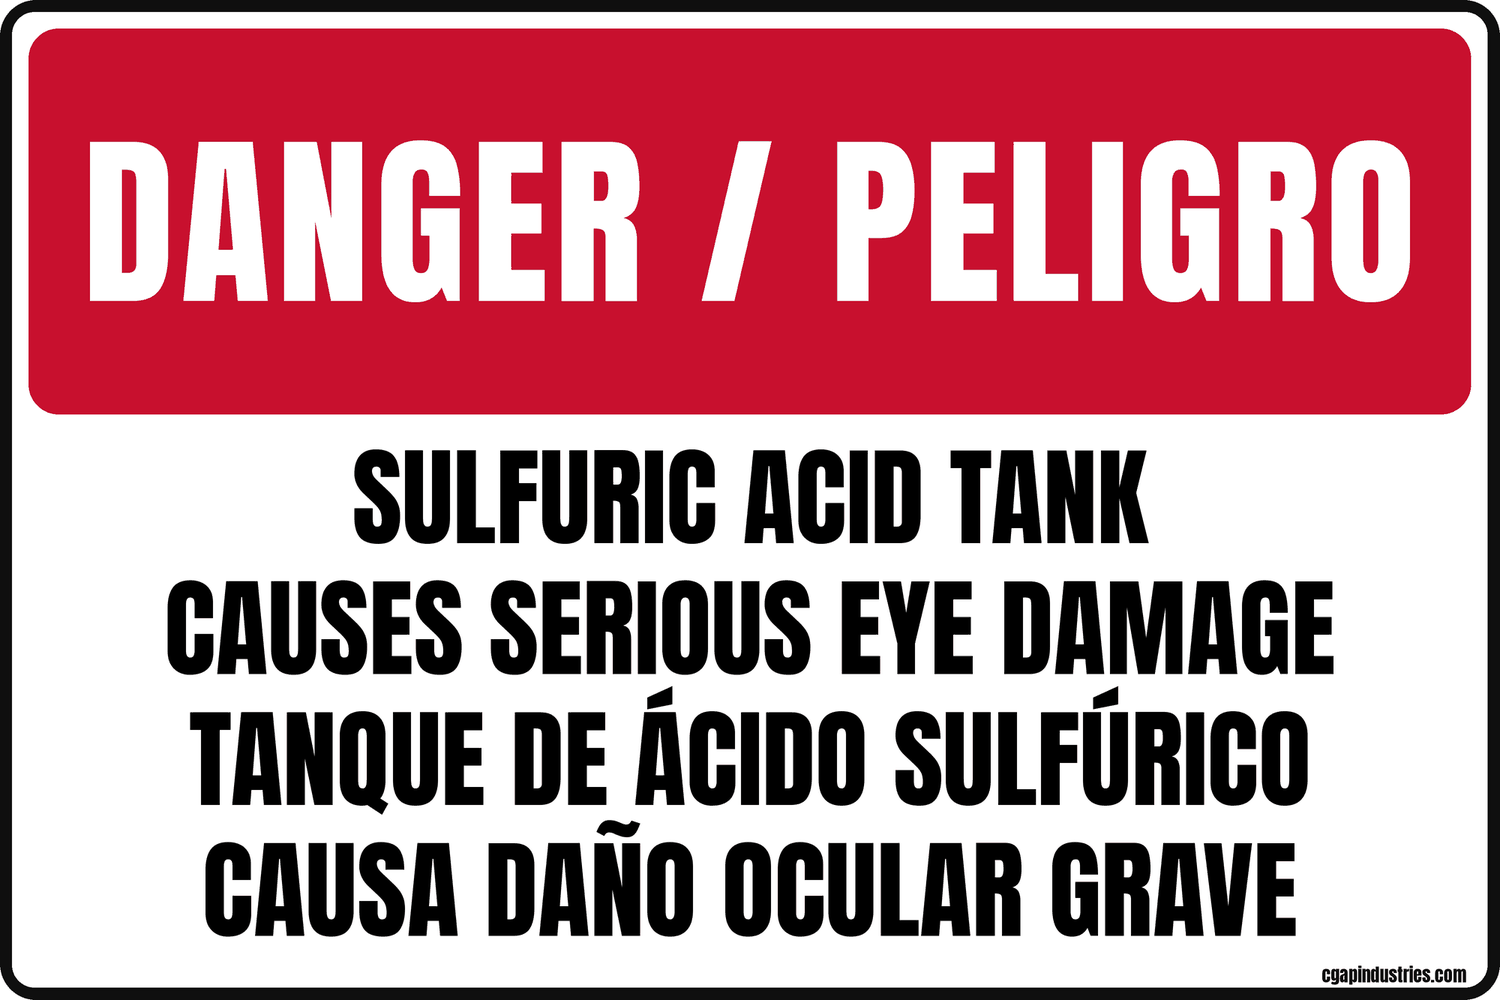 DANGER / PELIGRO
SULFURIC ACID TANK
CAUSES SERIOUS EYE DAMAGE
TANQUE DE ÁCIDO SULFÚRICO
CAUSA DAÑO OCULAR GRAVE
cgapindustries.com